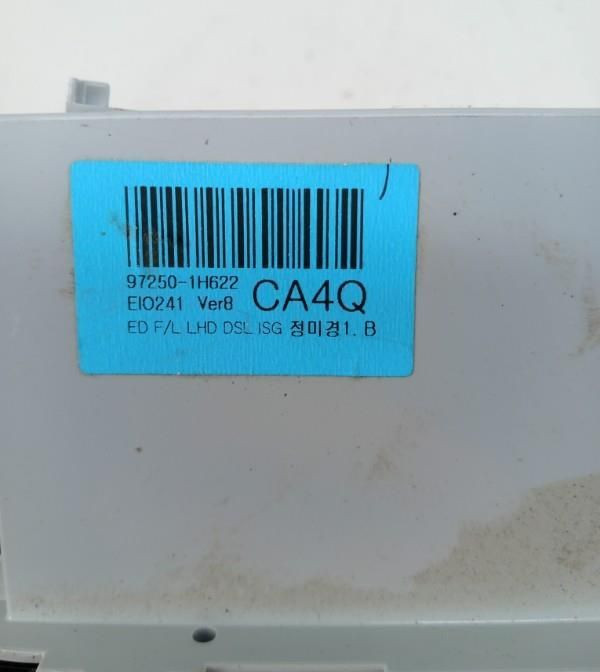 97250-1H622
EIO241 Ver8 CA4Q
ED F/L LHD DSL ISG 정미경1. B